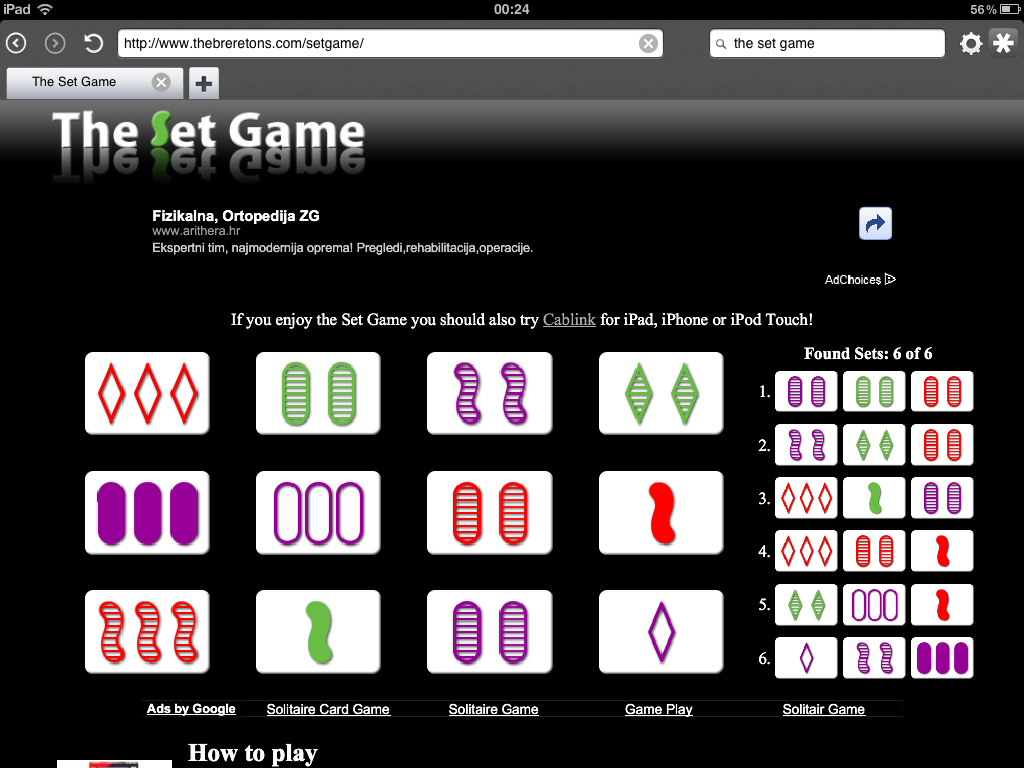 iPad 00:24 56%
http://www.thebreretons.com/setgame/ the set game
The Set Game
The Set Game
Fizikalna, Ortopedija ZG
www.arithera.hr
Ekspertni tim, najmodernija oprema! Pregledi,rehabilitacija,operacije.
AdChoices
If you enjoy the Set Game you should also try Cablink for iPad, iPhone or iPod Touch!
Found Sets: 6 of 6
1.
2.
3.
4.
5.
6.
Ads by Google Solitaire Card Game Solitaire Game Game Play Solitair Game
How to play